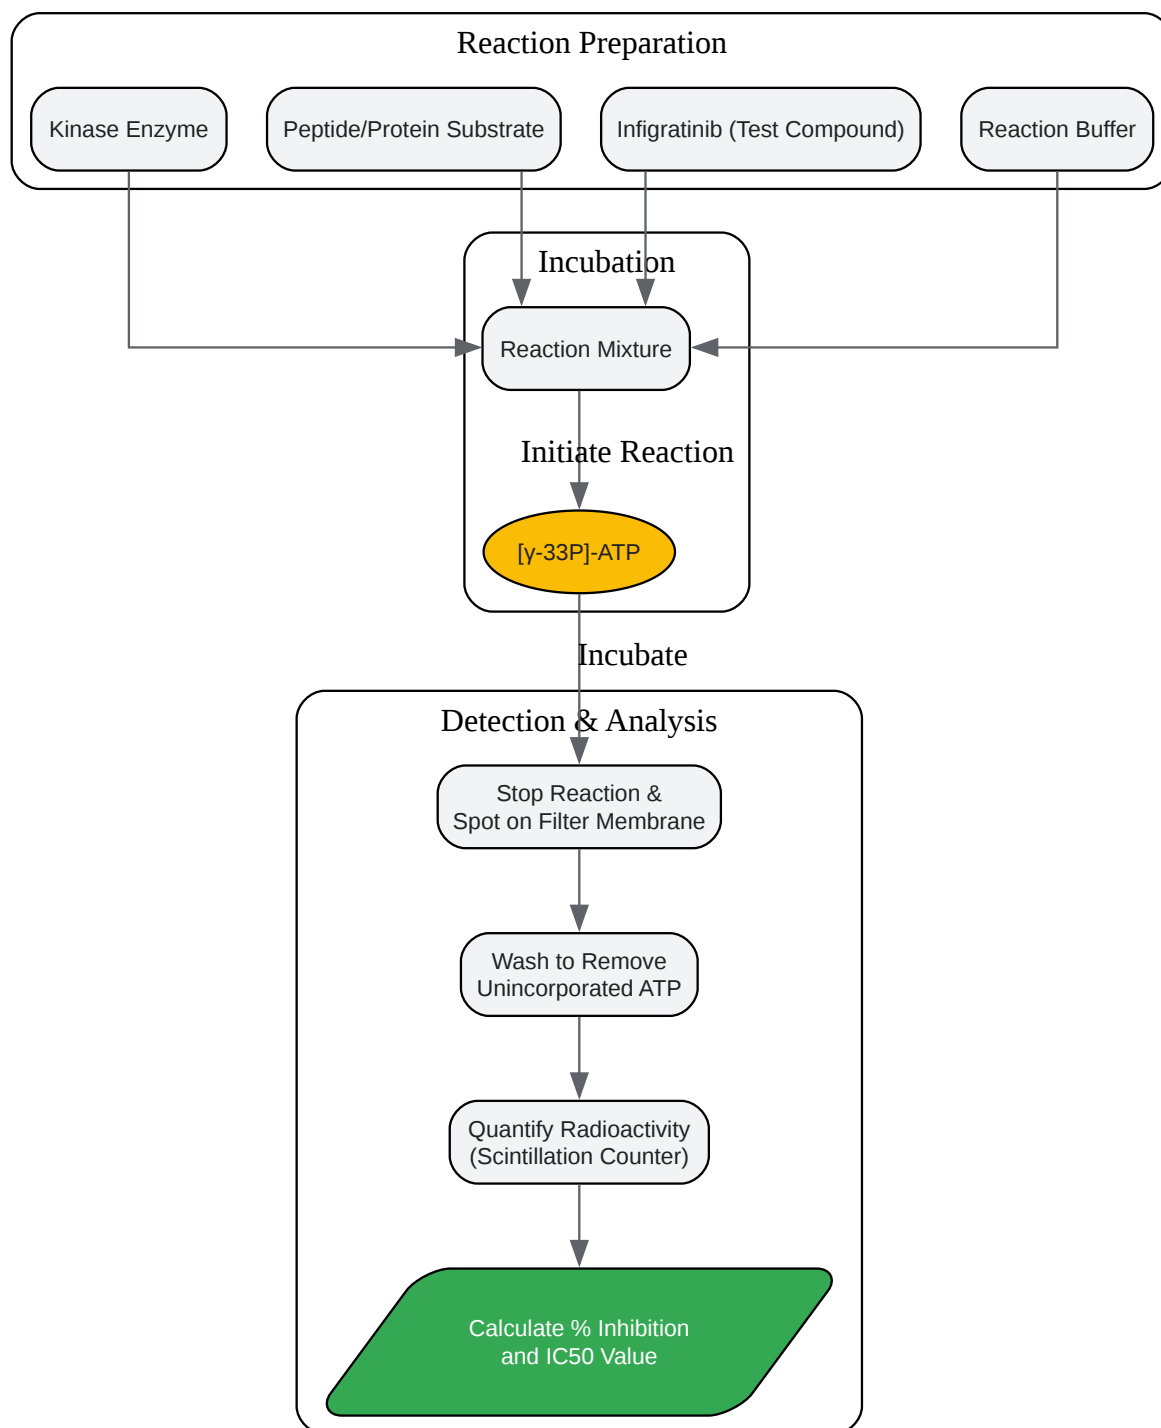 Reaction Preparation
Kinase Enzyme
Peptide/Protein Substrate
Infigratinib (Test Compound)
Reaction Buffer
Incubation
Reaction Mixture
Initiate Reaction
[γ-33P]-ATP
Incubate
Detection & Analysis
Stop Reaction &
Spot on Filter Membrane
Wash to Remove
Unincorporated ATP
Quantify Radioactivity
(Scintillation Counter)
Calculate % Inhibition
and IC50 Value